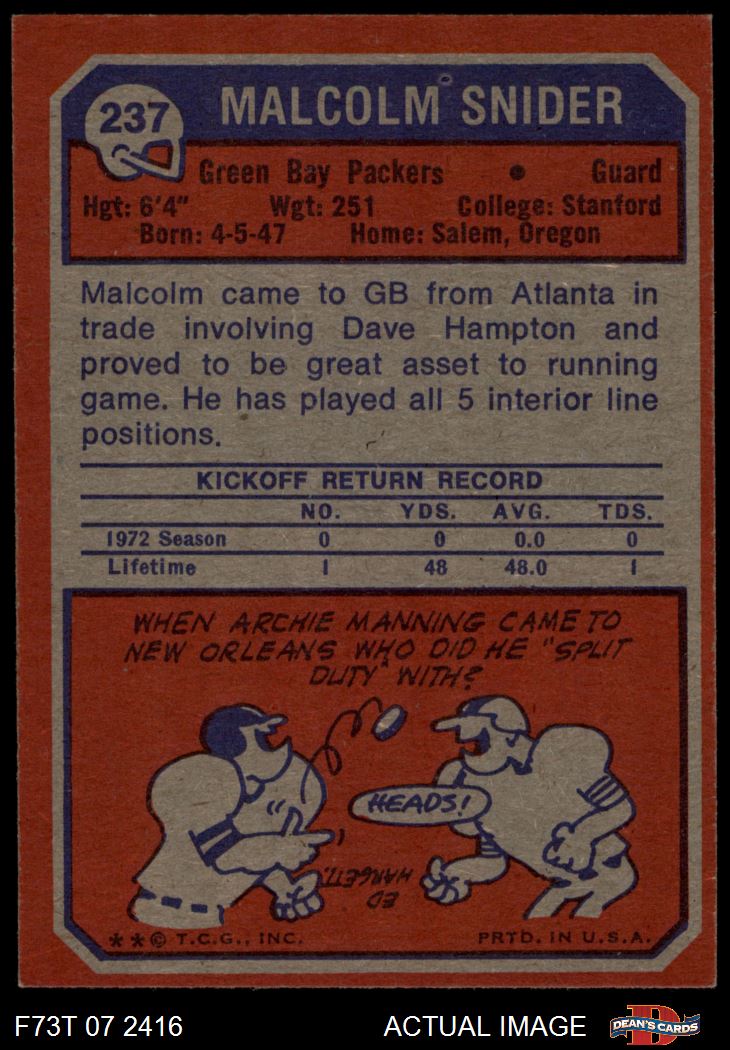 237
MALCOLM SNIDER
Green Bay Packers • Guard
Hgt: 6'4" Wgt: 251 College: Stanford
Born: 4-5-47 Home: Salem, Oregon
Malcolm came to GB from Atlanta in
trade involving Dave Hampton and
proved to be great asset to running
game. He has played all 5 interior line
positions.
KICKOFF RETURN RECORD
NO. YDS. AVG. TDS.
1972 Season 0 0 0.0 0
Lifetime 1 48 48.0 1
WHEN ARCHIE MANNING CAME TO
NEW ORLEANS WHO DID HE "SPLIT
DUTY" WITH?
HEADS!
ED
HARGETT.
**© T.C.G., INC. PRTD. IN U.S.A.
F73T 07 2416 ACTUAL IMAGE
D
DEAN'S CARDS